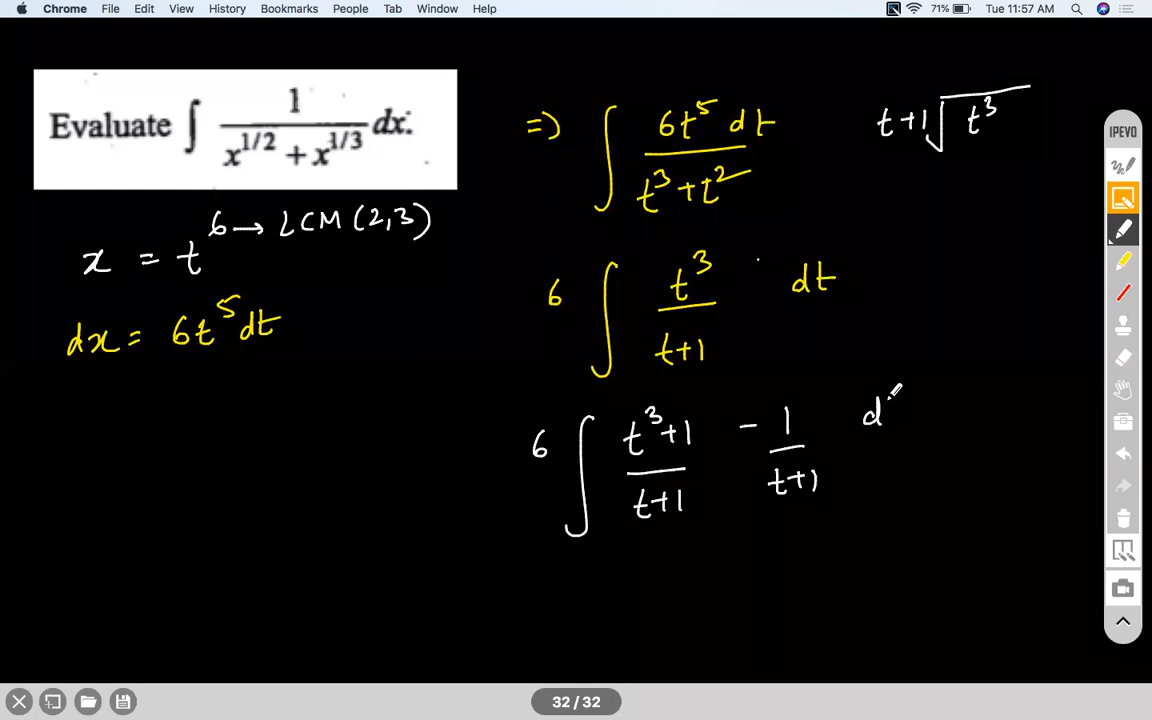 Chrome File Edit View History Bookmarks People Tab Window Help 71% Tue 11:57 AM
Evaluate ∫ 1 / (x^1/2 + x^1/3) dx.
x = t^6 → LCM (2,3)
dx = 6t^5 dt
=) ∫ 6t^5 dt / (t^3 + t^2)
t+1 √ t^3
6 ∫ t^3 / (t+1) dt
6 ∫ (t^3+1) / (t+1) - 1 / (t+1) d
IPEVO
32 / 32